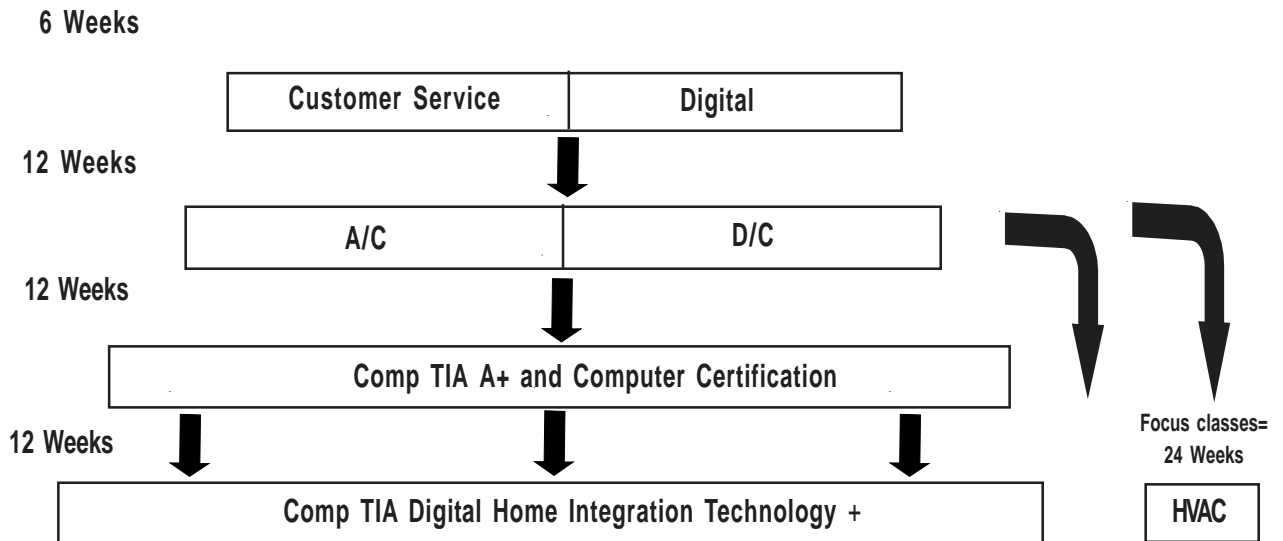 6 Weeks
Customer Service
Digital
12 Weeks
A/C
D/C
12 Weeks
Comp TIA A+ and Computer Certification
12 Weeks
Focus classes=
24 Weeks
Comp TIA Digital Home Integration Technology +
HVAC